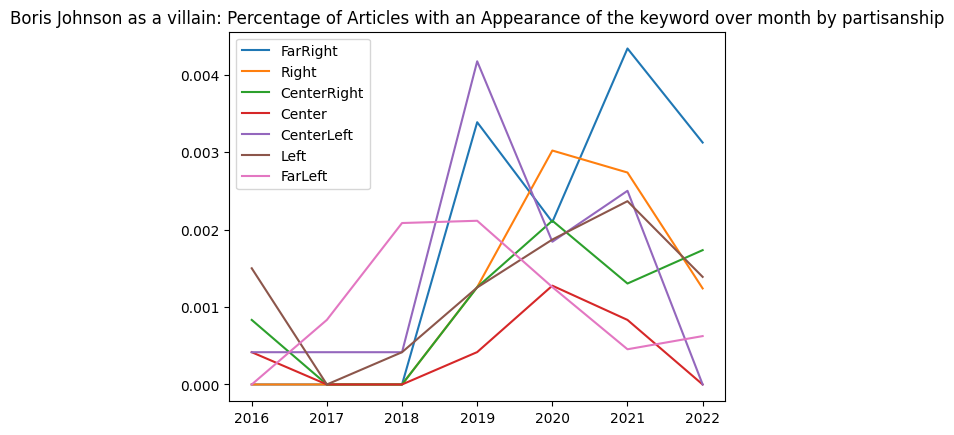 Boris Johnson as a villain: Percentage of Articles with an Appearance of the keyword over month by partisanship
FarRight
Right
CenterRight
Center
CenterLeft
Left
FarLeft
0.004
0.003
0.002
0.001
0.000
2016 2017 2018 2019 2020 2021 2022